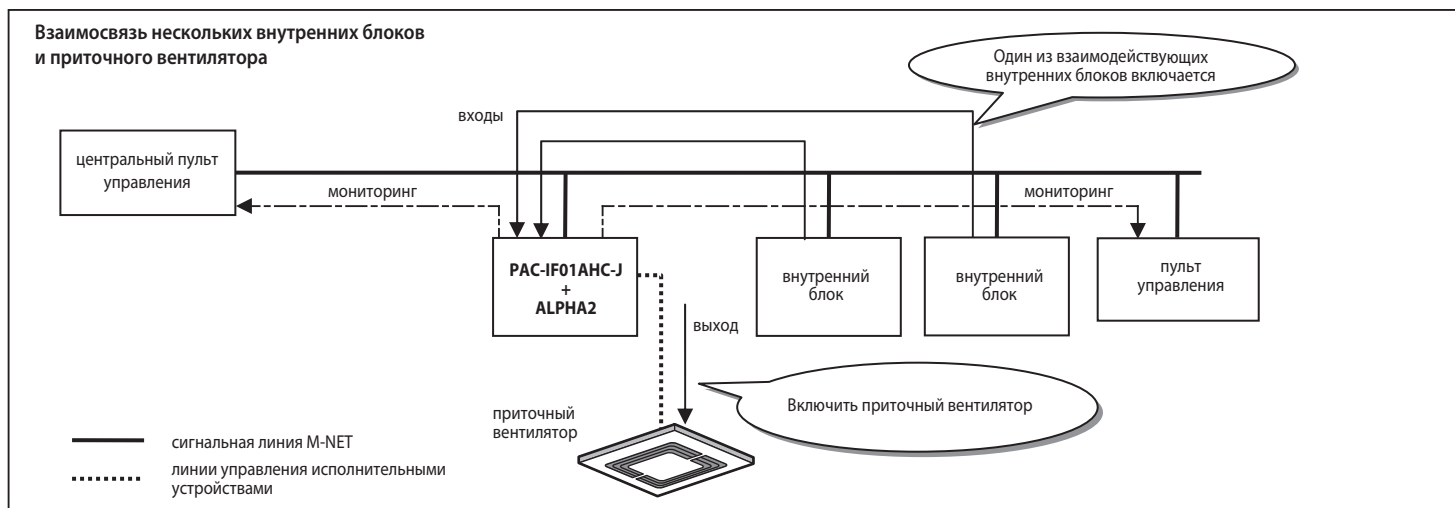 Взаимосвязь нескольких внутренних блоков
и приточного вентилятора
Один из взаимодействующих
внутренних блоков включается
входы
центральный пульт
управления
мониторинг
мониторинг
PAC-IF01AHC-J
+
ALPHA2
внутренний
блок
внутренний
блок
пульт
управления
выход
Включить приточный вентилятор
приточный
вентилятор
сигнальная линия M-NET
линии управления исполнительными
устройствами